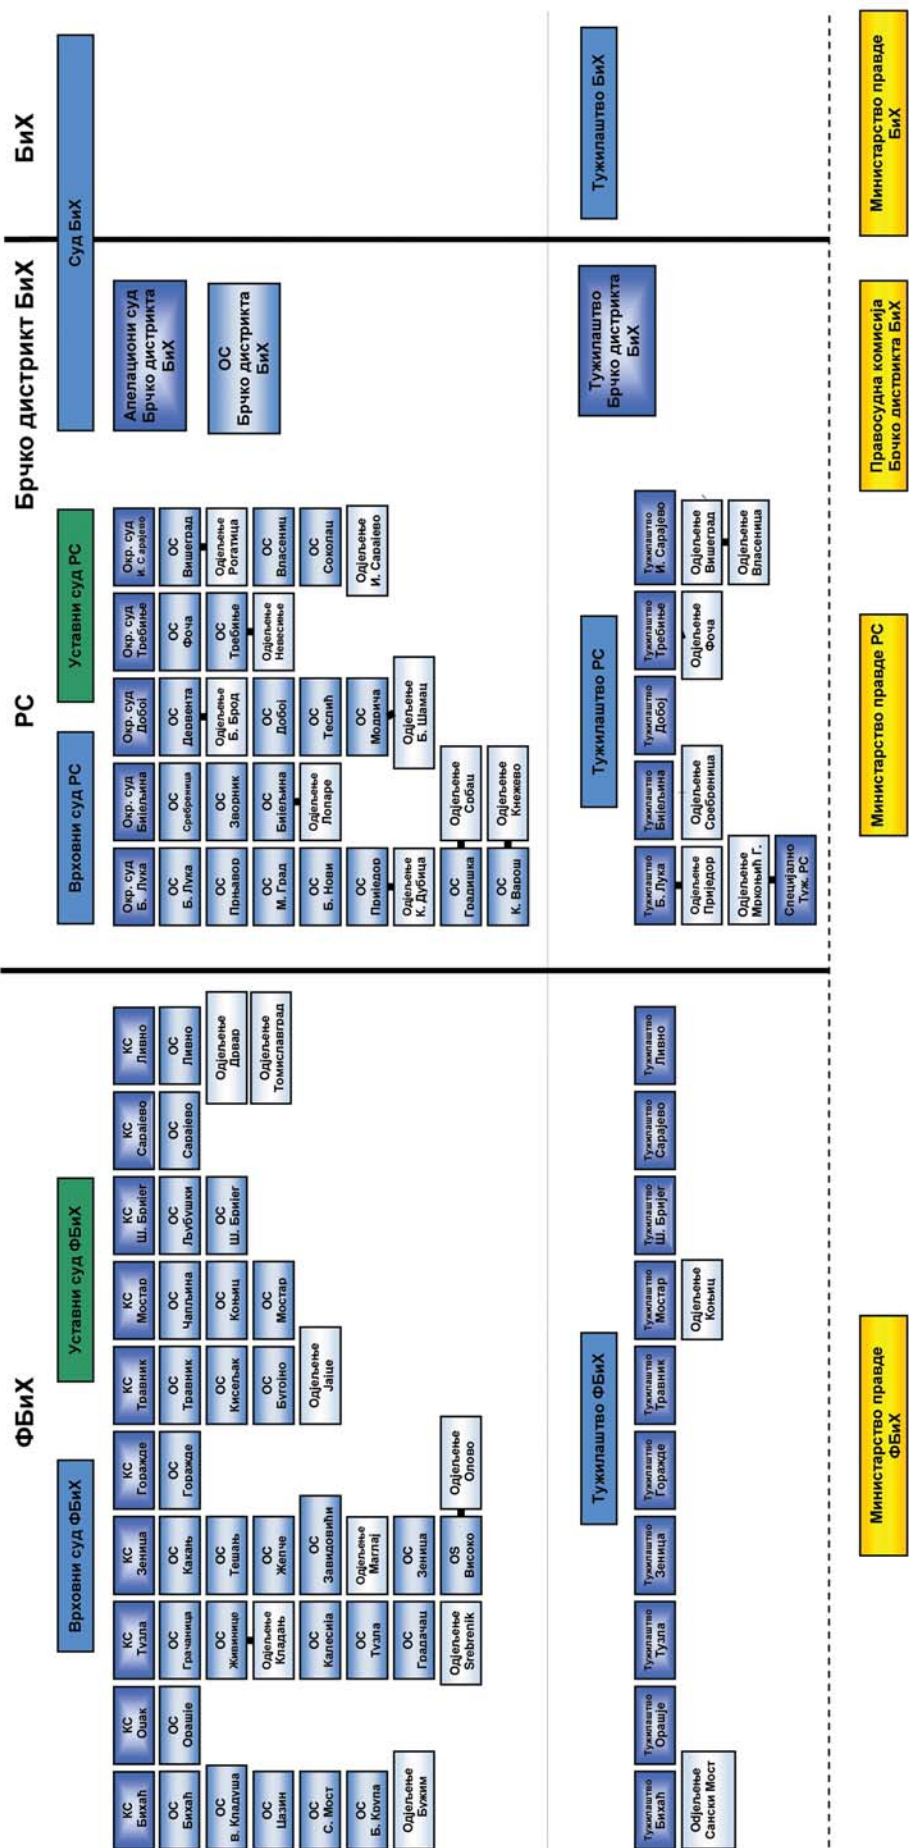 ФБиХ
РС
Брчко дистрикт БиХ
БиХ
Врховни суд ФБиХ
Уставни суд ФБиХ
Врховни суд РС
Уставни суд РС
Суд БиХ
КС
Бихаћ
ОС
Бихаћ
ОС
В. Кладуша
ОС
Цазин
ОС
С. Мост
ОС
Б. Крупа
Одјељење
Бужим
КС
Оџак
ОС
Орашје
КС
Тузла
ОС
Грачаница
ОС
Живинице
Одјељење
Кладањ
ОС
Калесија
ОС
Тузла
ОС
Градачац
Одјељење
Srebrenik
КС
Зеница
ОС
Какањ
ОС
Тешањ
ОС
Жепче
ОС
Завидовићи
Одјељење
Маглај
ОС
Зеница
OS
Високо
Одјељење
Олово
КС
Горажде
ОС
Горажде
КС
Травник
ОС
Травник
ОС
Кисељак
ОС
Бугојно
Одјељење
Јајце
КС
Мостар
ОС
Чапљина
ОС
Коњиц
ОС
Мостар
КС
Ш. Бријег
ОС
Љубушки
ОС
Ш. Бријег
КС
Сарајево
ОС
Сарајево
КС
Ливно
ОС
Ливно
Одјељење
Дрвар
Одјељење
Томиславград
Окр. суд
Б. Лука
ОС
Б. Лука
ОС
Прњавор
ОС
М. Град
ОС
Б. Нови
ОС
Приједор
Одјељење
К. Дубица
ОС
Градишка
Одјељење
Србац
ОС
К. Варош
Одјељење
Кнежево
Окр. суд
Бијељина
ОС
Сребреница
ОС
Зворник
ОС
Бијељина
Одјељење
Лопаре
Окр. суд
Добој
ОС
Дервента
Одјељење
Б. Брод
ОС
Добој
ОС
Теслић
ОС
Модрича
Одјељење
Б. Шамац
Окр. суд
Требиње
ОС
Фоча
ОС
Требиње
Одјељење
Невесиње
Окр. суд
И. Сарајево
ОС
Вишеград
Одјељење
Рогатица
ОС
Власениц
ОС
Соколац
Одјељење
И. Сарајево
Апелациони суд
Брчко дистрикта
БиХ
ОС
Брчко дистрикта
БиХ
Тужилаштво ФБиХ
Тужилаштво РС
Тужилаштво
Брчко дистрикта
БиХ
Тужилаштво БиХ
Тужилаштво
Бихаћ
Одјељење
Сански Мост
Тужилаштво
Орашје
Тужилаштво
Тузла
Тужилаштво
Зеница
Тужилаштво
Горажде
Тужилаштво
Травник
Тужилаштво
Мостар
Одјељење
Коњиц
Тужилаштво
Ш. Бријег
Тужилаштво
Сарајево
Тужилаштво
Ливно
Тужилаштво
Б. Лука
Одјељење
Приједор
Одјељење
Мркоњић Г.
Специјално
Туж. РС
Тужилаштво
Бијељина
Одјељење
Сребреница
Тужилаштво
Добој
Тужилаштво
Требиње
Одјељење
Фоча
Тужилаштво
И. Сарајево
Одјељење
Вишеград
Одјељење
Власеница
Министарство правде
ФБиХ
Министарство правде РС
Правосудна комисија
Брчко дистрикта БиХ
Министарство правде
БиХ